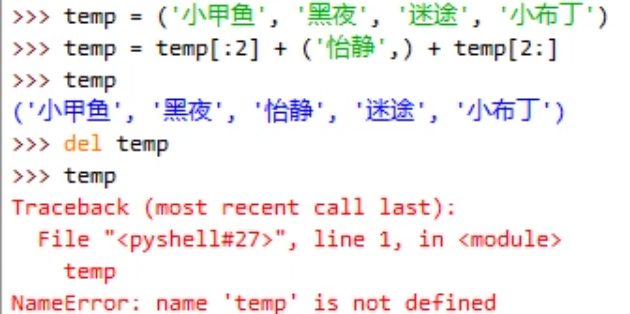 >>> temp = ('小甲鱼', '黑夜', '迷途', '小布丁')
>>> temp = temp[:2] + ('怡静',) + temp[2:]
>>> temp
('小甲鱼', '黑夜', '怡静', '迷途', '小布丁')
>>> del temp
>>> temp
Traceback (most recent call last):
  File "<pyshell#27>", line 1, in <module>
    temp
NameError: name 'temp' is not defined